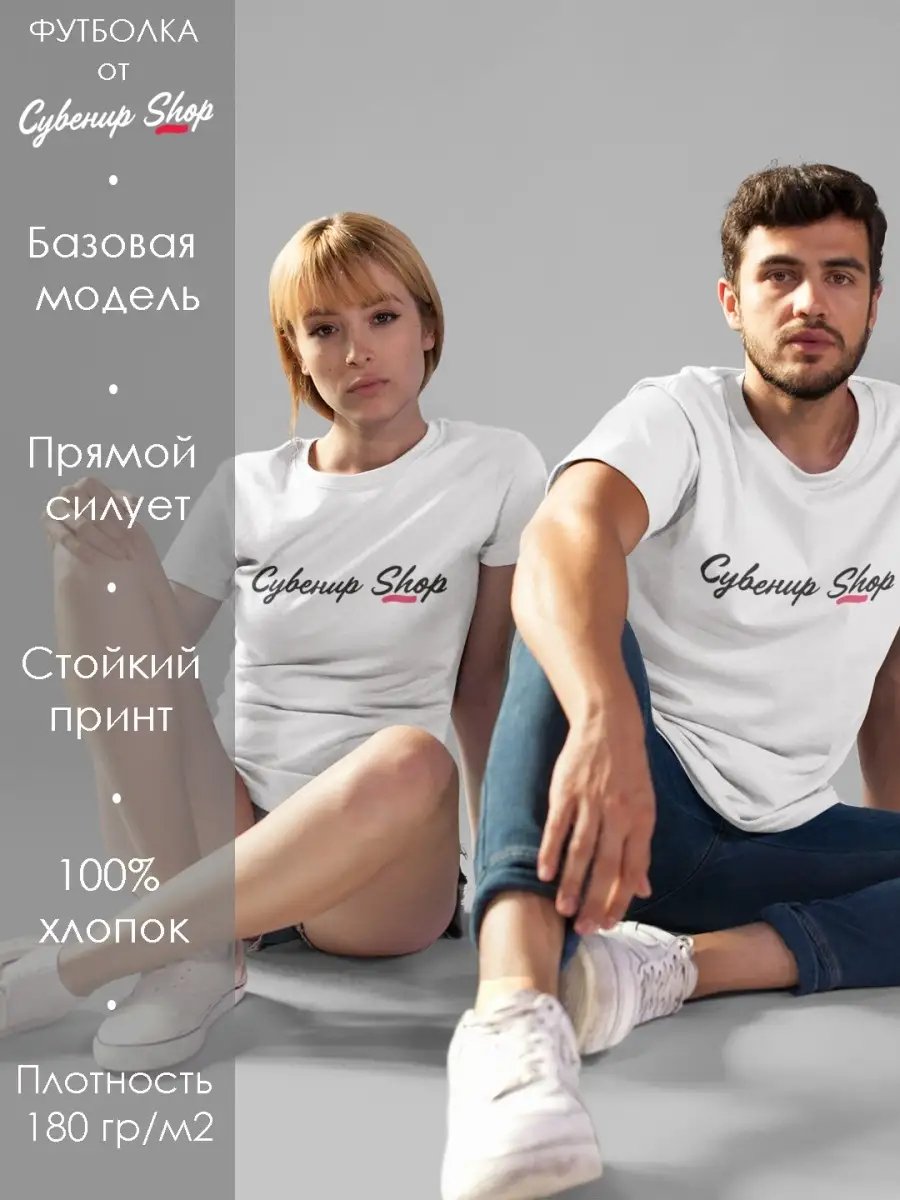 ФУТБОЛКА
от
Сувенир Shop
•
Базовая
модель
•
Прямой
силует
•
Стойкий
принт
•
100%
хлопок
•
Плотность
180 гр/м2
Сувенир Shop
Сувенир Shop